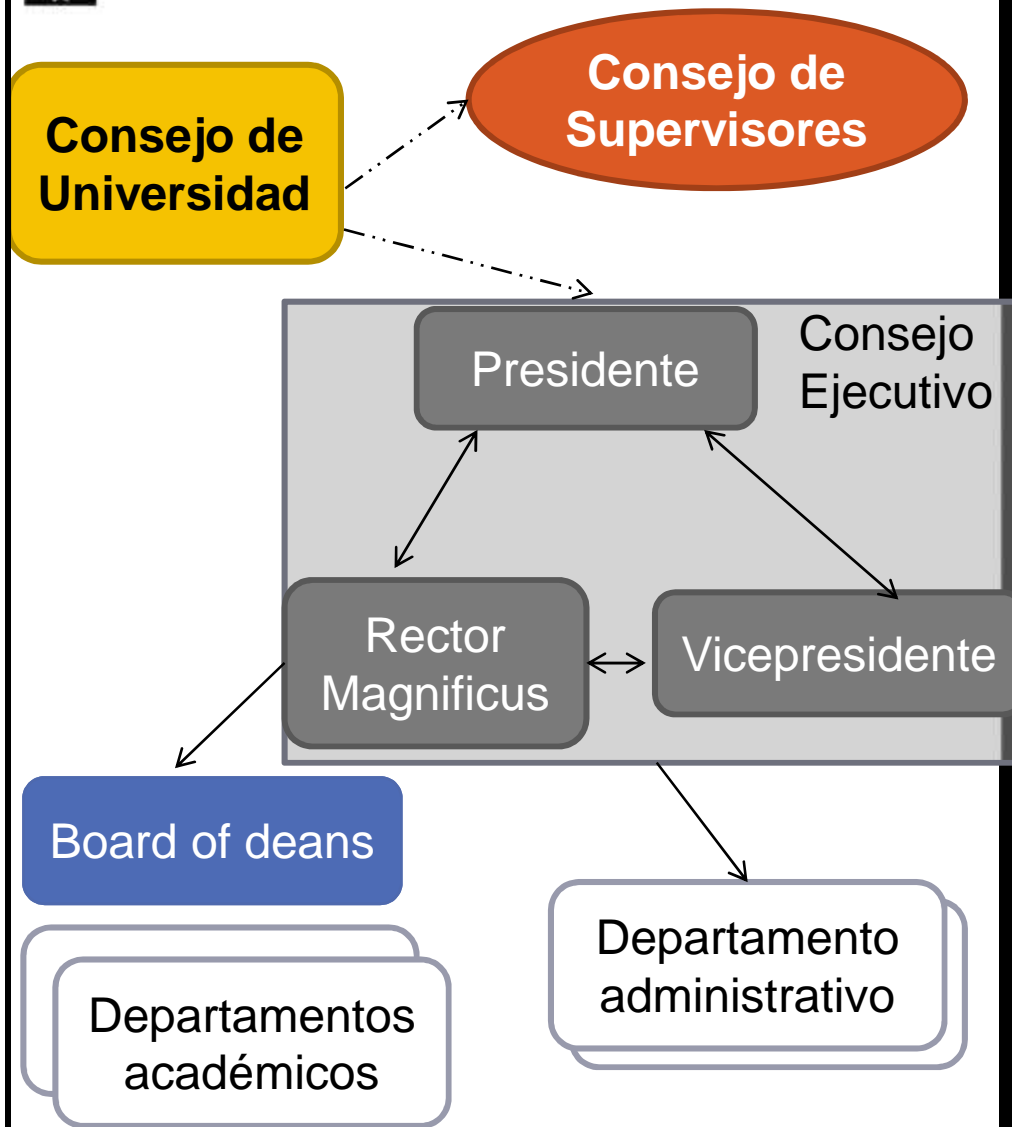 Consejo de
Supervisores
Consejo de
Universidad
Presidente
Consejo
Ejecutivo
Rector
Magnificus
Vicepresidente
Board of deans
Departamento
administrativo
Departamentos
académicos